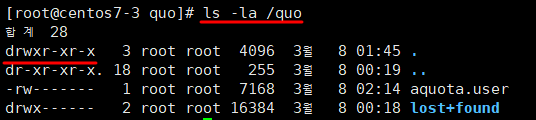 [root@centos7-3 quo]# ls -la /quo
합계 28
drwxr-xr-x   3 root root  4096  3월   8 01:45 .
dr-xr-xr-x. 18 root root   255  3월   8 00:19 ..
-rw-------   1 root root  7168  3월   8 02:14 aquota.user
drwx------   2 root root 16384  3월   8 00:18 lost+found